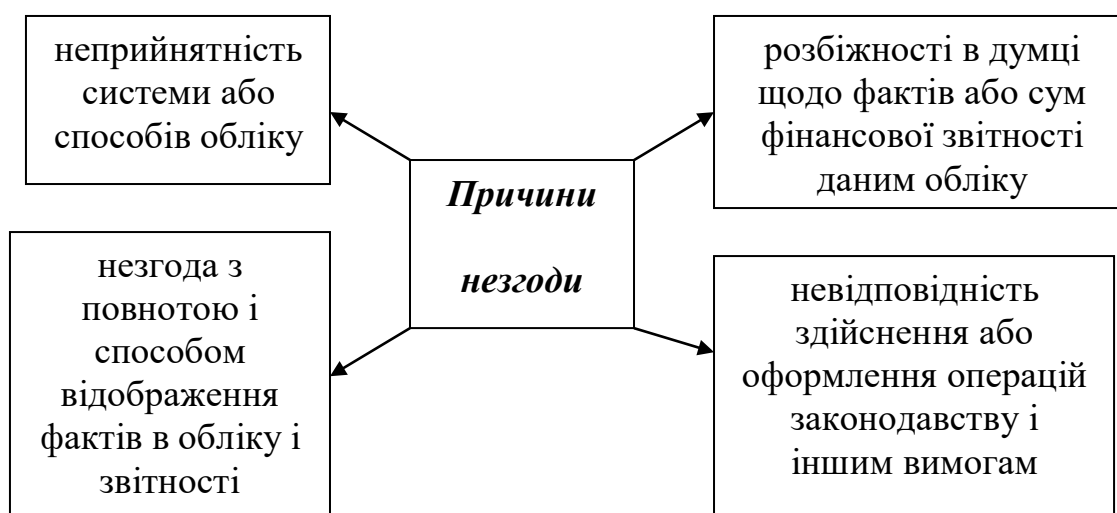 неприйнятність
системи або
способів обліку
розбіжності в думці
щодо фактів або сум
фінансової звітності
даним обліку
Причини
незгоди
незгода з
повнотою і
способом
відображення
фактів в обліку і
звітності
невідповідність
здійснення або
оформлення операцій
законодавству і
іншим вимогам